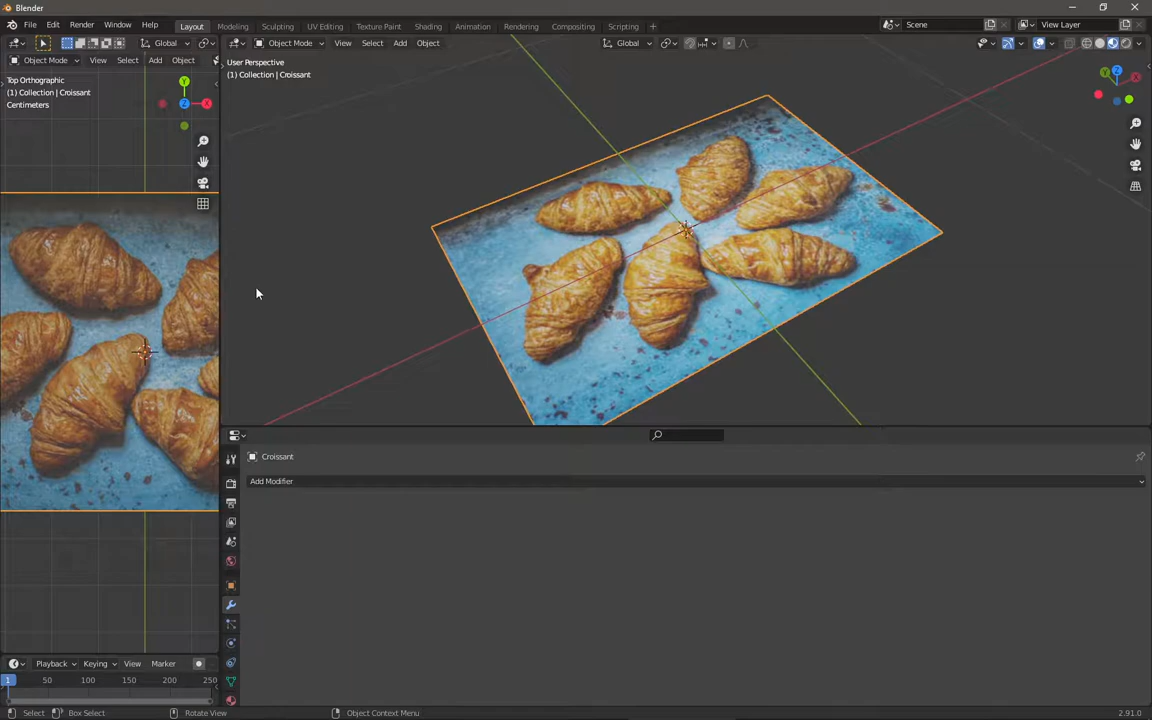 Blender
File Edit Render Window Help
Layout Modeling Sculpting UV Editing Texture Paint Shading Animation Rendering Compositing Scripting +
Scene
View Layer
Global
Object Mode View Select Add Object
Global
Object Mode View Select Add Object
Top Orthographic
(1) Collection | Croissant
Centimeters
Y
Z
X
User Perspective
(1) Collection | Croissant
Z
Y
X
Croissant
Add Modifier
Playback Keying View Marker
1 50 100 150 200 250
Select Box Select Rotate View Object Context Menu 2.91.0